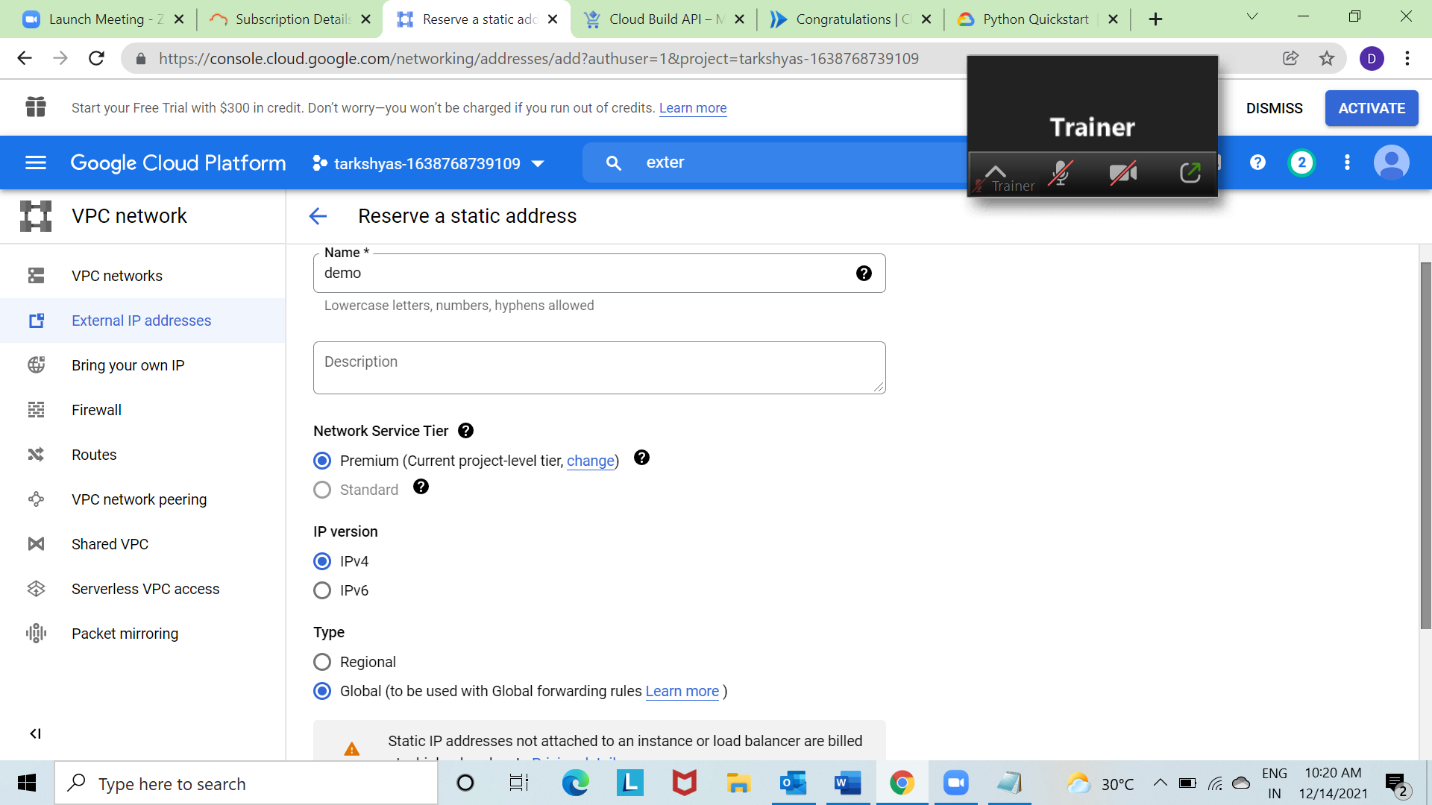 Launch Meeting - Z
Subscription Details
Reserve a static add
Cloud Build API – M
Congratulations | C
Python Quickstart
https://console.cloud.google.com/networking/addresses/add?authuser=1&project=tarkshyas-1638768739109
D
Start your Free Trial with $300 in credit. Don't worry—you won't be charged if you run out of credits. Learn more
DISMISS
ACTIVATE
Trainer
Trainer
Google Cloud Platform
tarkshyas-1638768739109
exter
2
VPC network
Reserve a static address
VPC networks
External IP addresses
Bring your own IP
Firewall
Routes
VPC network peering
Shared VPC
Serverless VPC access
Packet mirroring
Name *
demo
Lowercase letters, numbers, hyphens allowed
Description
Network Service Tier
Premium (Current project-level tier, change)
Standard
IP version
IPv4
IPv6
Type
Regional
Global (to be used with Global forwarding rules Learn more )
Static IP addresses not attached to an instance or load balancer are billed
Type here to search
L
W
30°C
ENG
IN
10:20 AM
12/14/2021
2